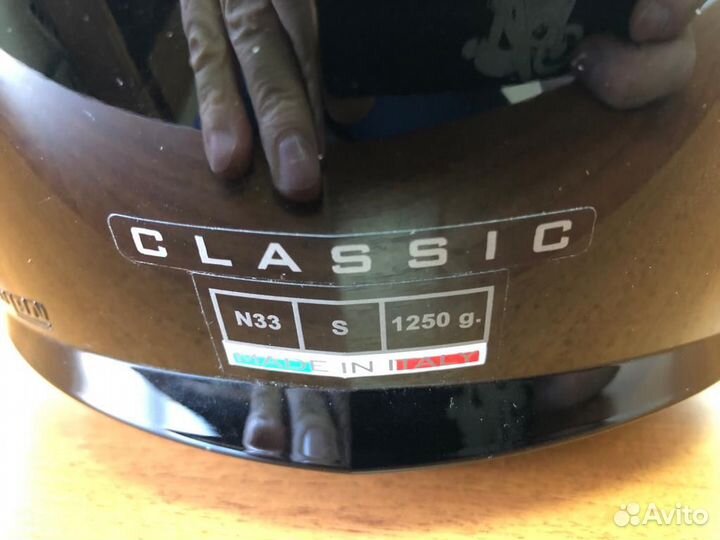 CLASSIC
N33 S 1250 g.
MADE IN ITALY
Avito